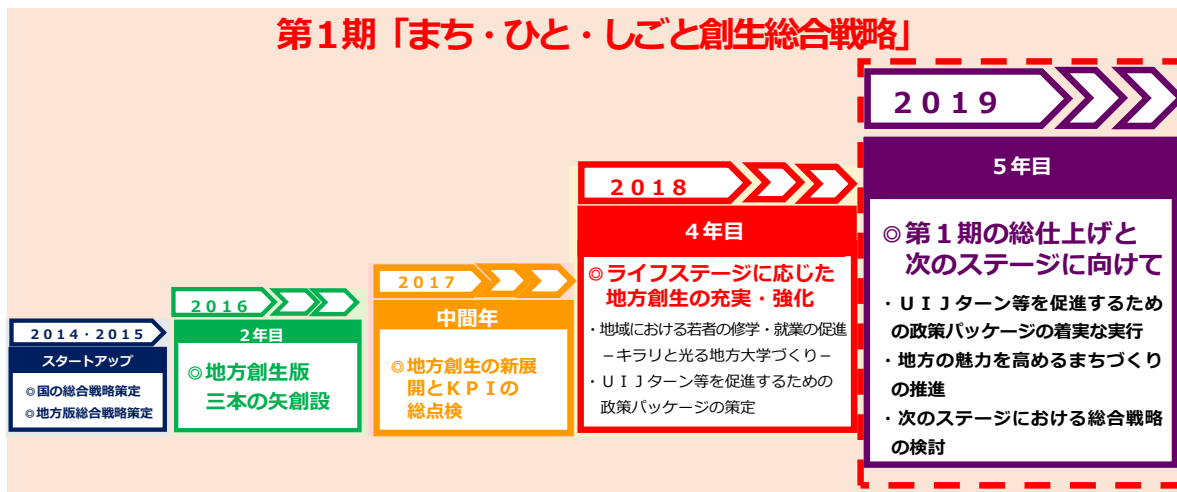 第１期「まち・ひと・しごと創生総合戦略」
２０１４・２０１５
スタートアップ
◎国の総合戦略策定
◎地方版総合戦略策定
２０１６
２年目
◎地方創生版
三本の矢創設
２０１７
中間年
◎地方創生の新展
開とＫＰＩの
総点検
２０１８
４年目
◎ライフステージに応じた
地方創生の充実・強化
・地域における若者の修学・就業の促進
－キラリと光る地方大学づくり－
・ＵＩＪターン等を促進するための
政策パッケージの策定
２０１９
５年目
◎第１期の総仕上げと
次のステージに向けて
・ＵＩＪターン等を促進するため
の政策パッケージの着実な実行
・地方の魅力を高めるまちづくり
の推進
・次のステージにおける総合戦略
の検討